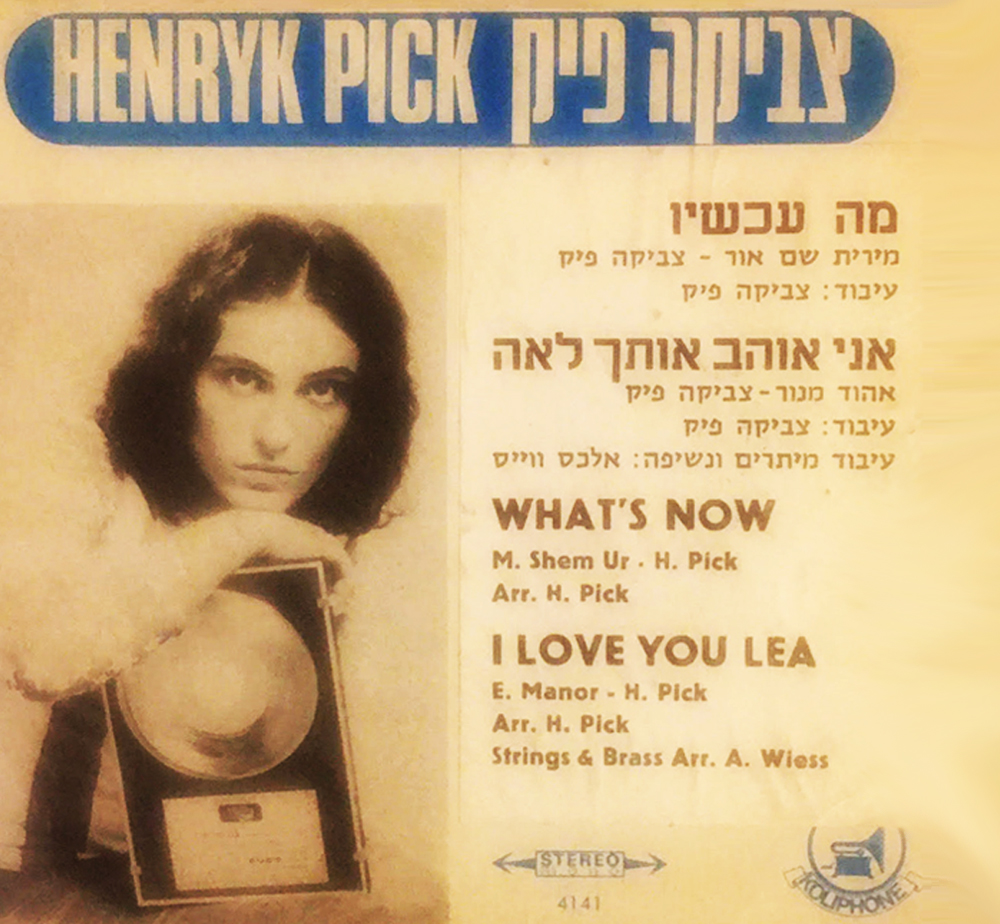 HENRYK PICK צביקה פיק
מה עכשיו
מירית שם אור - צביקה פיק
עיבוד: צביקה פיק
אני אוהב אותך לאה
אהוד מנור - צביקה פיק
עיבוד: צביקה פיק
עיבוד מיתרים ונשיפה: אלכס ווייס
WHAT'S NOW
M. Shem Ur · H. Pick
Arr. H. Pick
I LOVE YOU LEA
E. Manor - H. Pick
Arr. H. Pick
Strings & Brass Arr. A. Wiess
STEREO
MONO
4141
KOLIPHONE